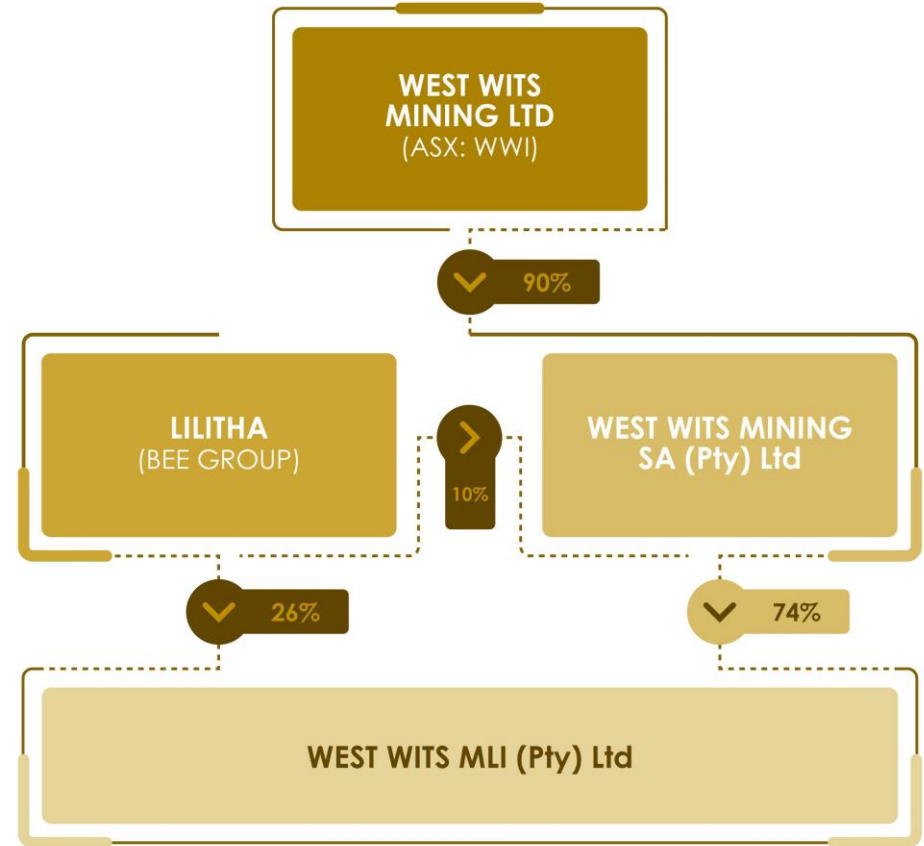 WEST WITS
MINING LTD
(ASX: WWI)
90%
LILITHA
(BEE GROUP)
10%
WEST WITS MINING
SA (Pty) Ltd
26%
74%
WEST WITS MLI (Pty) Ltd